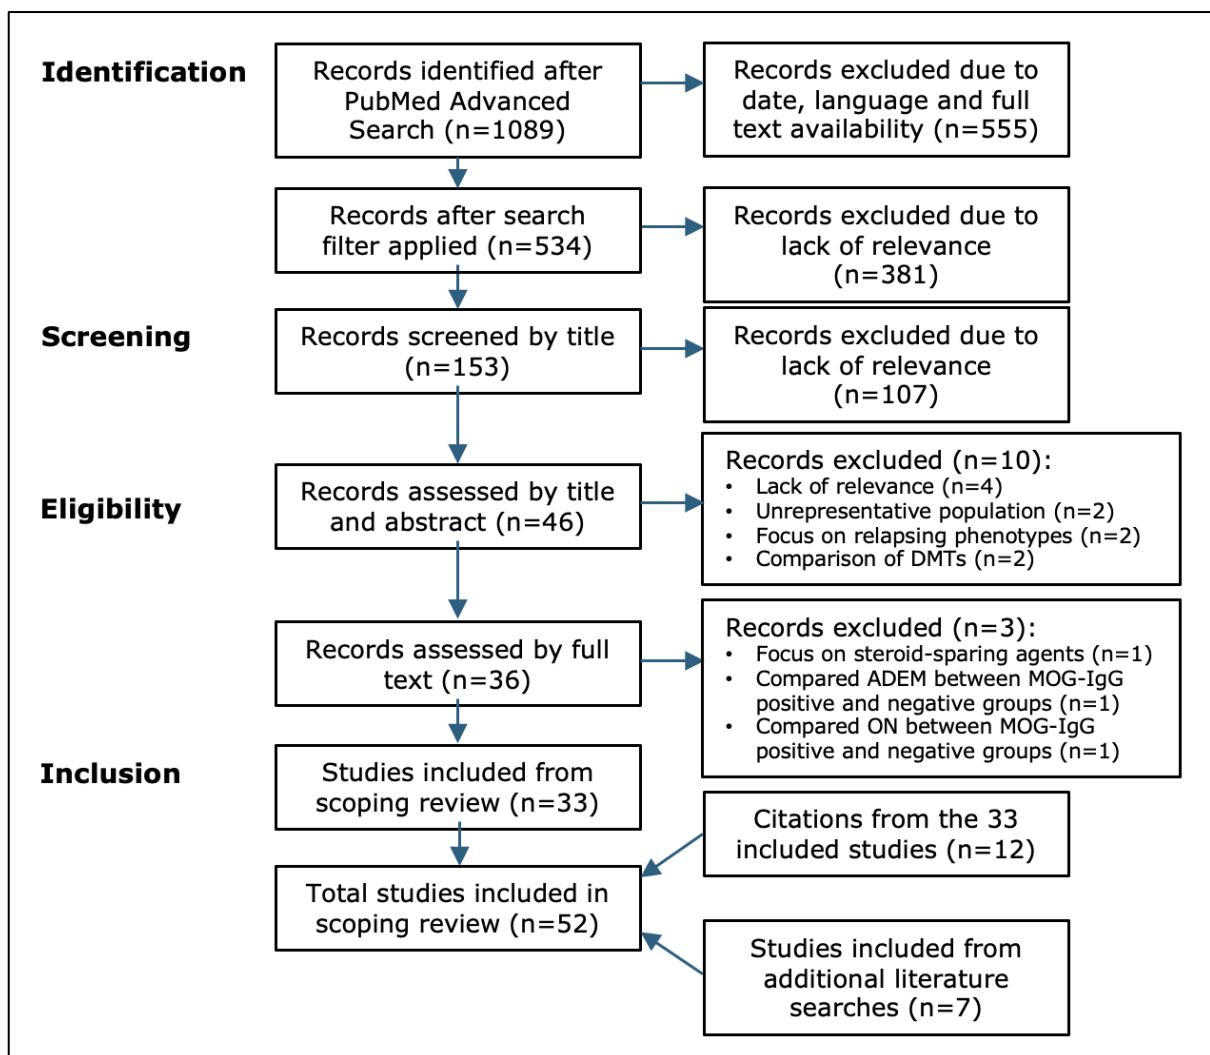 Identification
Records identified after
PubMed Advanced
Search (n=1089)
Records excluded due to
date, language and full
text availability (n=555)
Records after search
filter applied (n=534)
Records excluded due to
lack of relevance
(n=381)
Screening
Records screened by title
(n=153)
Records excluded due to
lack of relevance
(n=107)
Eligibility
Records assessed by title
and abstract (n=46)
Records excluded (n=10):
• Lack of relevance (n=4)
• Unrepresentative population (n=2)
• Focus on relapsing phenotypes (n=2)
• Comparison of DMTs (n=2)
Records assessed by full
text (n=36)
Records excluded (n=3):
• Focus on steroid-sparing agents (n=1)
• Compared ADEM between MOG-IgG
positive and negative groups (n=1)
• Compared ON between MOG-IgG
positive and negative groups (n=1)
Inclusion
Studies included from
scoping review (n=33)
Citations from the 33
included studies (n=12)
Total studies included in
scoping review (n=52)
Studies included from
additional literature
searches (n=7)